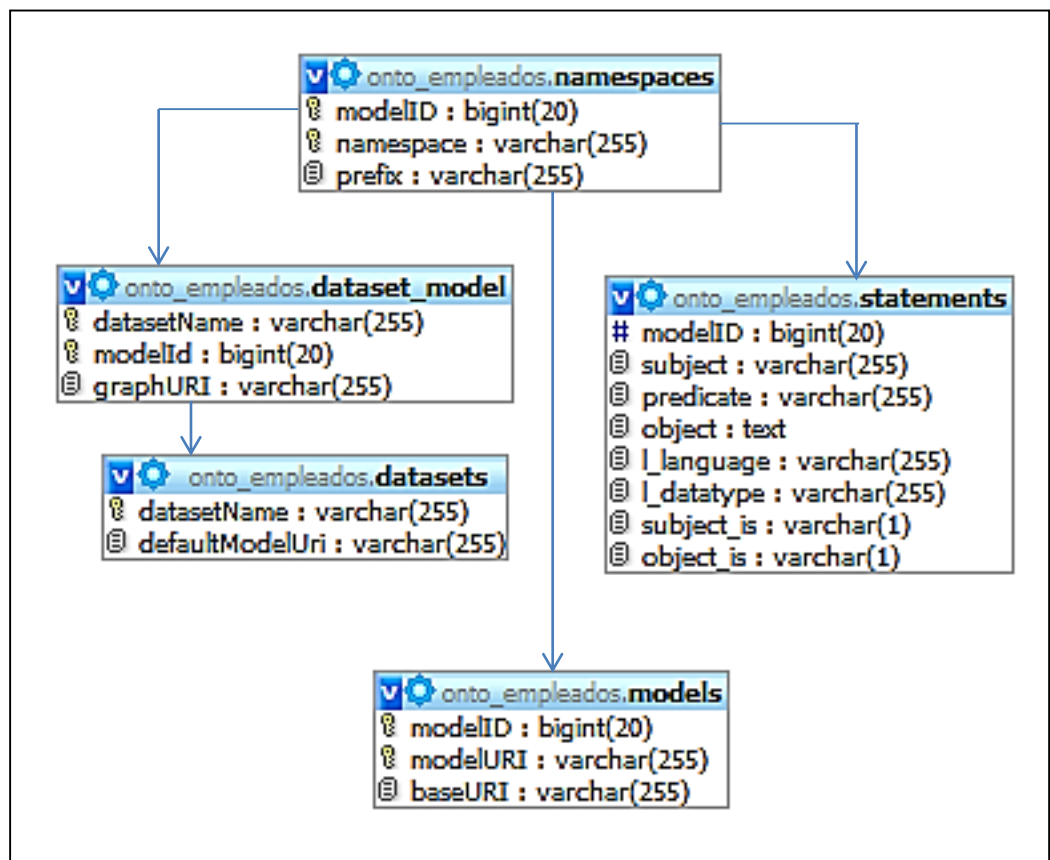 onto_empleados.namespaces
modelID : bigint(20)
namespace : varchar(255)
prefix : varchar(255)
onto_empleados.dataset_model
datasetName : varchar(255)
modelId : bigint(20)
graphURI : varchar(255)
onto_empleados.datasets
datasetName : varchar(255)
defaultModelUri : varchar(255)
onto_empleados.statements
# modelID : bigint(20)
subject : varchar(255)
predicate : varchar(255)
object : text
l_language : varchar(255)
l_datatype : varchar(255)
subject_is : varchar(1)
object_is : varchar(1)
onto_empleados.models
modelID : bigint(20)
modelURI : varchar(255)
baseURI : varchar(255)